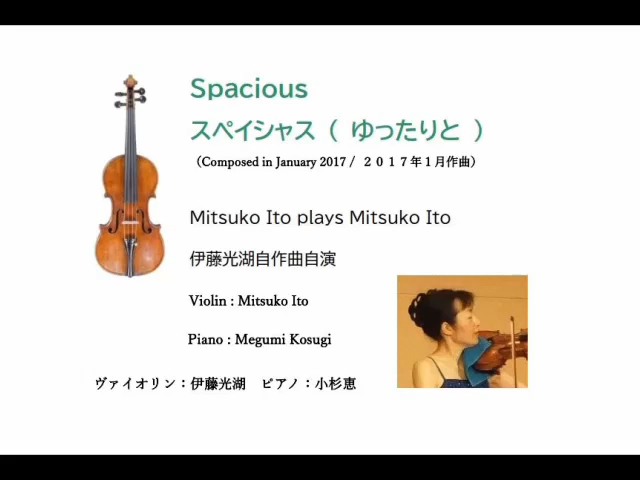 Spacious
スペイシャス（ ゆったりと ）
（Composed in January 2017 / ２０１７年１月作曲）
Mitsuko Ito plays Mitsuko Ito
伊藤光湖自作曲自演
Violin : Mitsuko Ito
Piano : Megumi Kosugi
ヴァイオリン：伊藤光湖　ピアノ：小杉恵